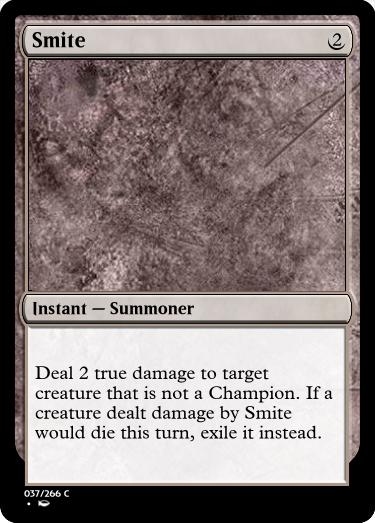 Smite 2
Instant — Summoner
Deal 2 true damage to target
creature that is not a Champion. If a
creature dealt damage by Smite
would die this turn, exile it instead.
037/266 C